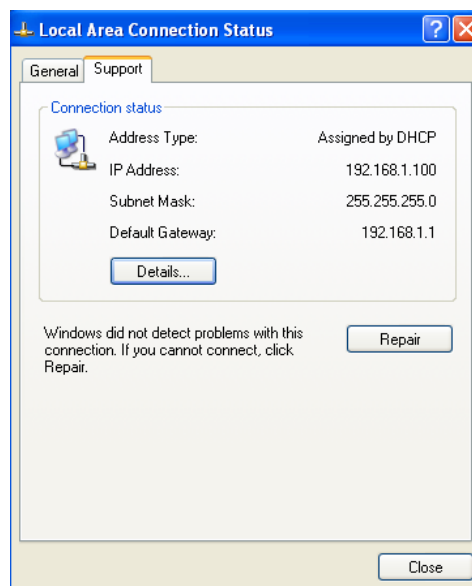 Local Area Connection Status
General Support
Connection status
Address Type: Assigned by DHCP
IP Address: 192.168.1.100
Subnet Mask: 255.255.255.0
Default Gateway: 192.168.1.1
Details...
Windows did not detect problems with this
connection. If you cannot connect, click
Repair.
Repair
Close